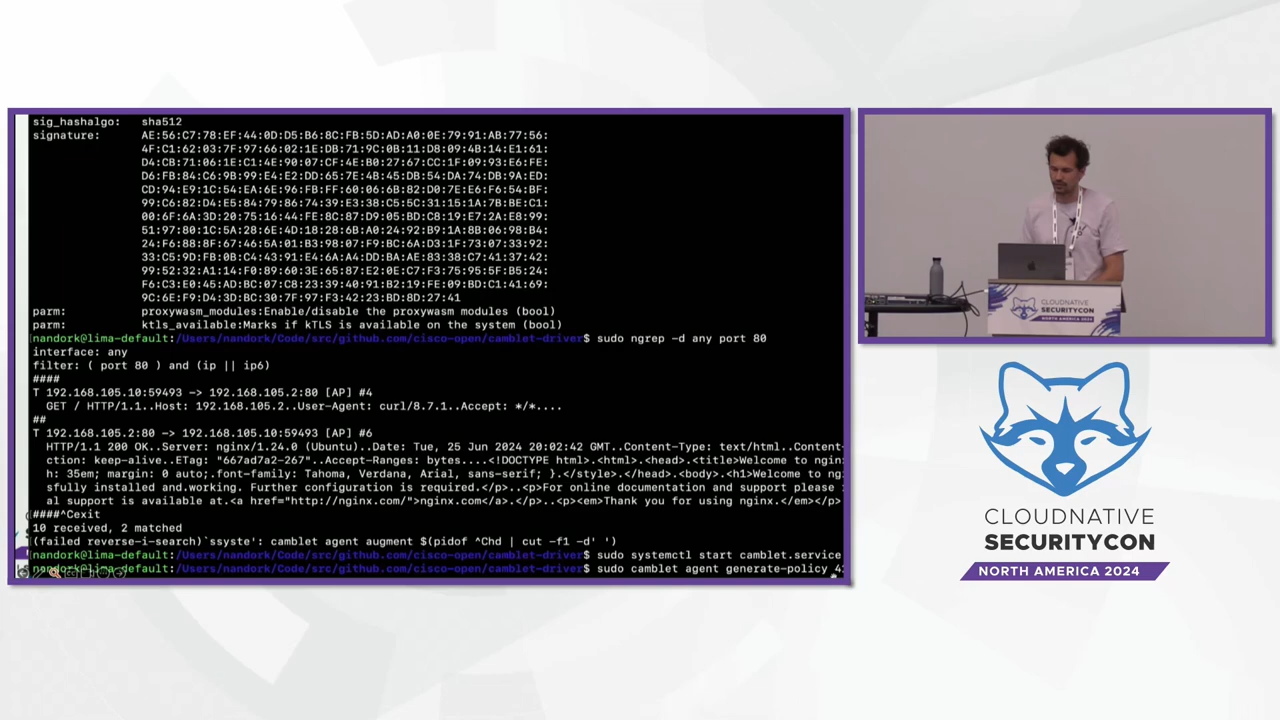 sig_hashalgo: sha512
signature: AE:56:C7:78:EF:44:0D:D5:B6:8C:FB:5D:AD:A0:0E:79:91:AB:77:56:
4F:C1:62:03:7F:97:66:02:1E:DB:71:9C:0B:11:D8:09:4B:14:E1:61:
D4:CB:71:06:1E:C1:4E:90:07:CF:4E:B0:27:67:CC:1F:09:93:E6:FE:
D6:FB:84:C6:9B:99:E4:E2:DD:65:7E:4B:45:DB:54:DA:74:DB:9A:ED:
CD:94:E9:1C:54:EA:6E:96:FB:FF:60:06:6B:82:D0:7E:E6:F6:54:BF:
99:C6:82:D4:E5:84:79:86:74:39:E3:38:C5:5C:31:15:1A:7B:BE:C1:
00:6F:6A:3D:20:75:16:44:FE:8C:87:D9:05:BD:C8:19:E7:2A:E8:99:
51:97:80:1C:5A:28:6E:4D:18:28:6B:A0:24:92:B9:1A:8B:06:98:B4:
24:F6:88:8F:67:46:5A:01:B3:98:07:F9:BC:6A:D3:1F:73:07:33:92:
33:C5:9D:FB:0B:C4:43:91:E4:6A:A4:DD:BA:AE:83:38:C7:41:37:42:
99:52:32:A1:14:F0:89:60:3E:65:87:E2:0E:C7:F3:75:95:5F:B5:24:
F6:C3:E0:45:AD:BC:07:C8:23:39:40:91:B2:19:FE:09:BD:C1:41:69:
9C:6E:F9:D4:3D:BC:30:7F:97:F3:42:23:BD:8D:27:41
parm: proxywasm_modules:Enable/disable the proxywasm modules (bool)
parm: ktls_available:Marks if kTLS is available on the system (bool)
nandork@lima-default:/Users/nandork/Code/src/github.com/cisco-open/camblet-driver$ sudo ngrep -d any port 80
interface: any
filter: ( port 80 ) and (ip || ip6)
####
T 192.168.105.10:59493 -> 192.168.105.2:80 [AP] #4
GET / HTTP/1.1..Host: 192.168.105.2..User-Agent: curl/8.7.1..Accept: */*....
##
T 192.168.105.2:80 -> 192.168.105.10:59493 [AP] #6
HTTP/1.1 200 OK..Server: nginx/1.24.0 (Ubuntu)..Date: Tue, 25 Jun 2024 20:02:42 GMT..Content-Type: text/html..Content-
ction: keep-alive..ETag: "667ad7a2-267"..Accept-Ranges: bytes....<!DOCTYPE html>.<html>.<head>.<title>Welcome to ngin
h: 35em; margin: 0 auto;.font-family: Tahoma, Verdana, Arial, sans-serif; }.</style>.</head>.<body>.<h1>Welcome to n
sfully installed and.working. Further configuration is required.</p>..<p>For online documentation and support please
al support is available at.<a href="http://nginx.com/">nginx.com</a>.</p>..<p><em>Thank you for using nginx.</em></p>
####^Cexit
10 received, 2 matched
(failed reverse-i-search)`ssyste': camblet agent augment $(pidof ^Chd | cut -f1 -d' ')
nandork@lima-default:/Users/nandork/Code/src/github.com/cisco-open/camblet-driver$ sudo systemctl start camblet.service
nandork@lima-default:/Users/nandork/Code/src/github.com/cisco-open/camblet-driver$ sudo camblet agent generate-policy
CLOUDNATIVE
SECURITYCON
NORTH AMERICA 2024
CLOUDNATIVE
SECURITYCON
NORTH AMERICA 2024